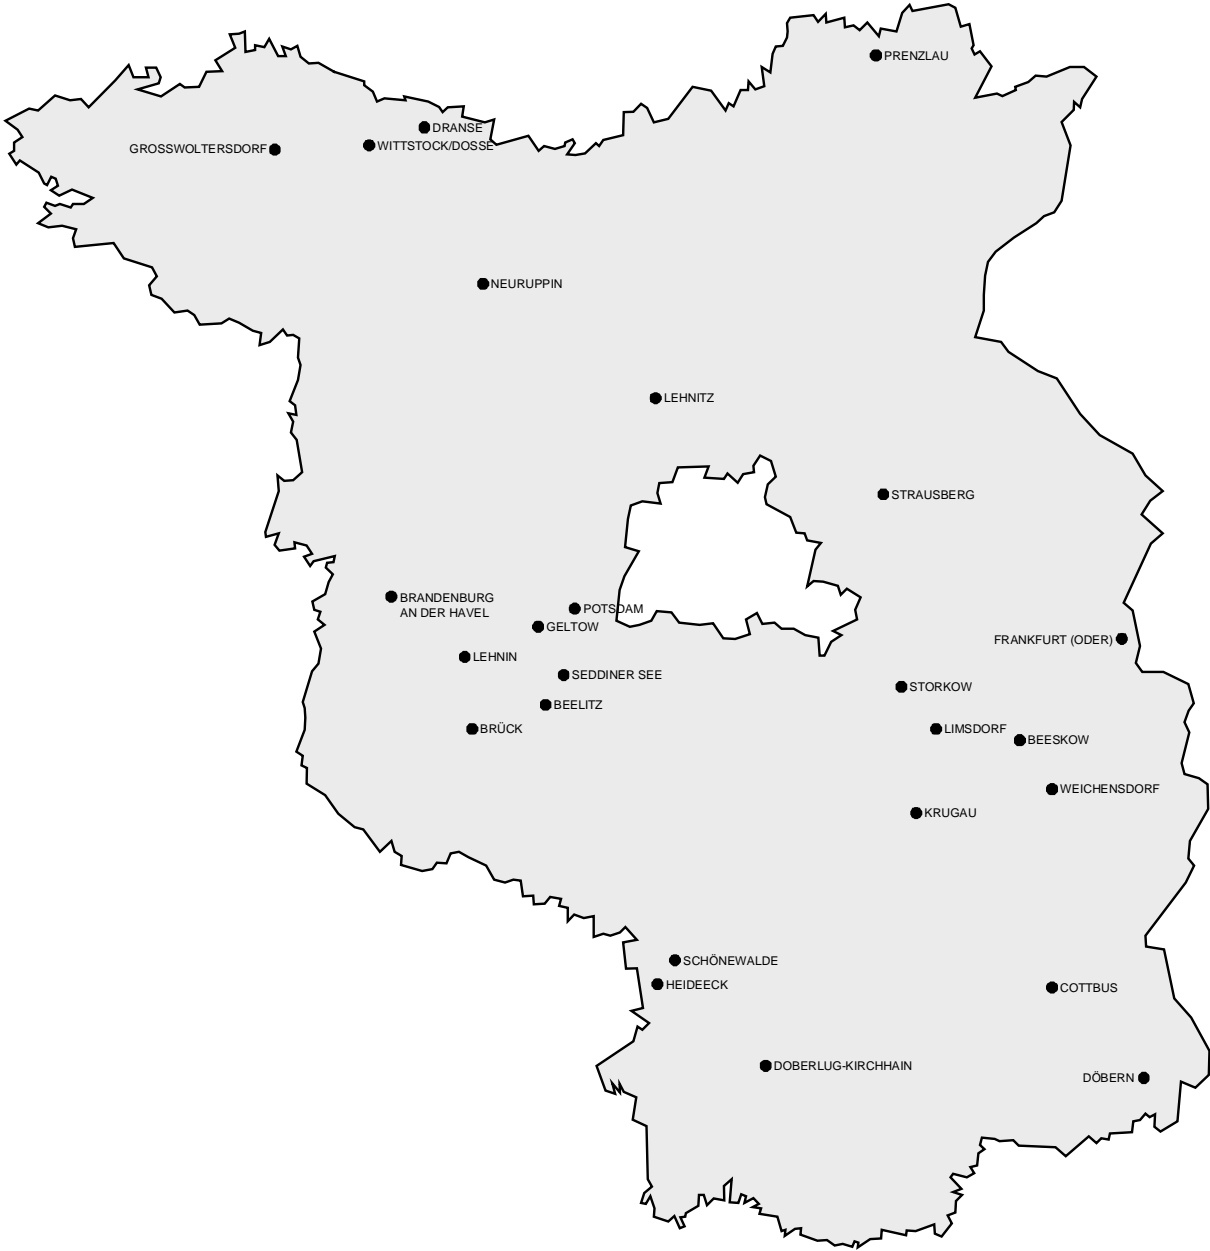 PRENZLAU
DRANSE
WITTSTOCK/DOSSE
GROSSWOLTERSDORF
NEURUPPIN
LEHNITZ
STRAUSBERG
BRANDENBURG
AN DER HAVEL
POTSDAM
GELTOW
FRANKFURT (ODER)
LEHNIN
SEDDINER SEE
STORKOW
BEELITZ
BRÜCK
LIMSDORF
BEESKOW
WEICHENSDORF
KRUGAU
SCHÖNEWALDE
HEIDEECK
COTTBUS
DOBERLUG-KIRCHHAIN
DÖBERN